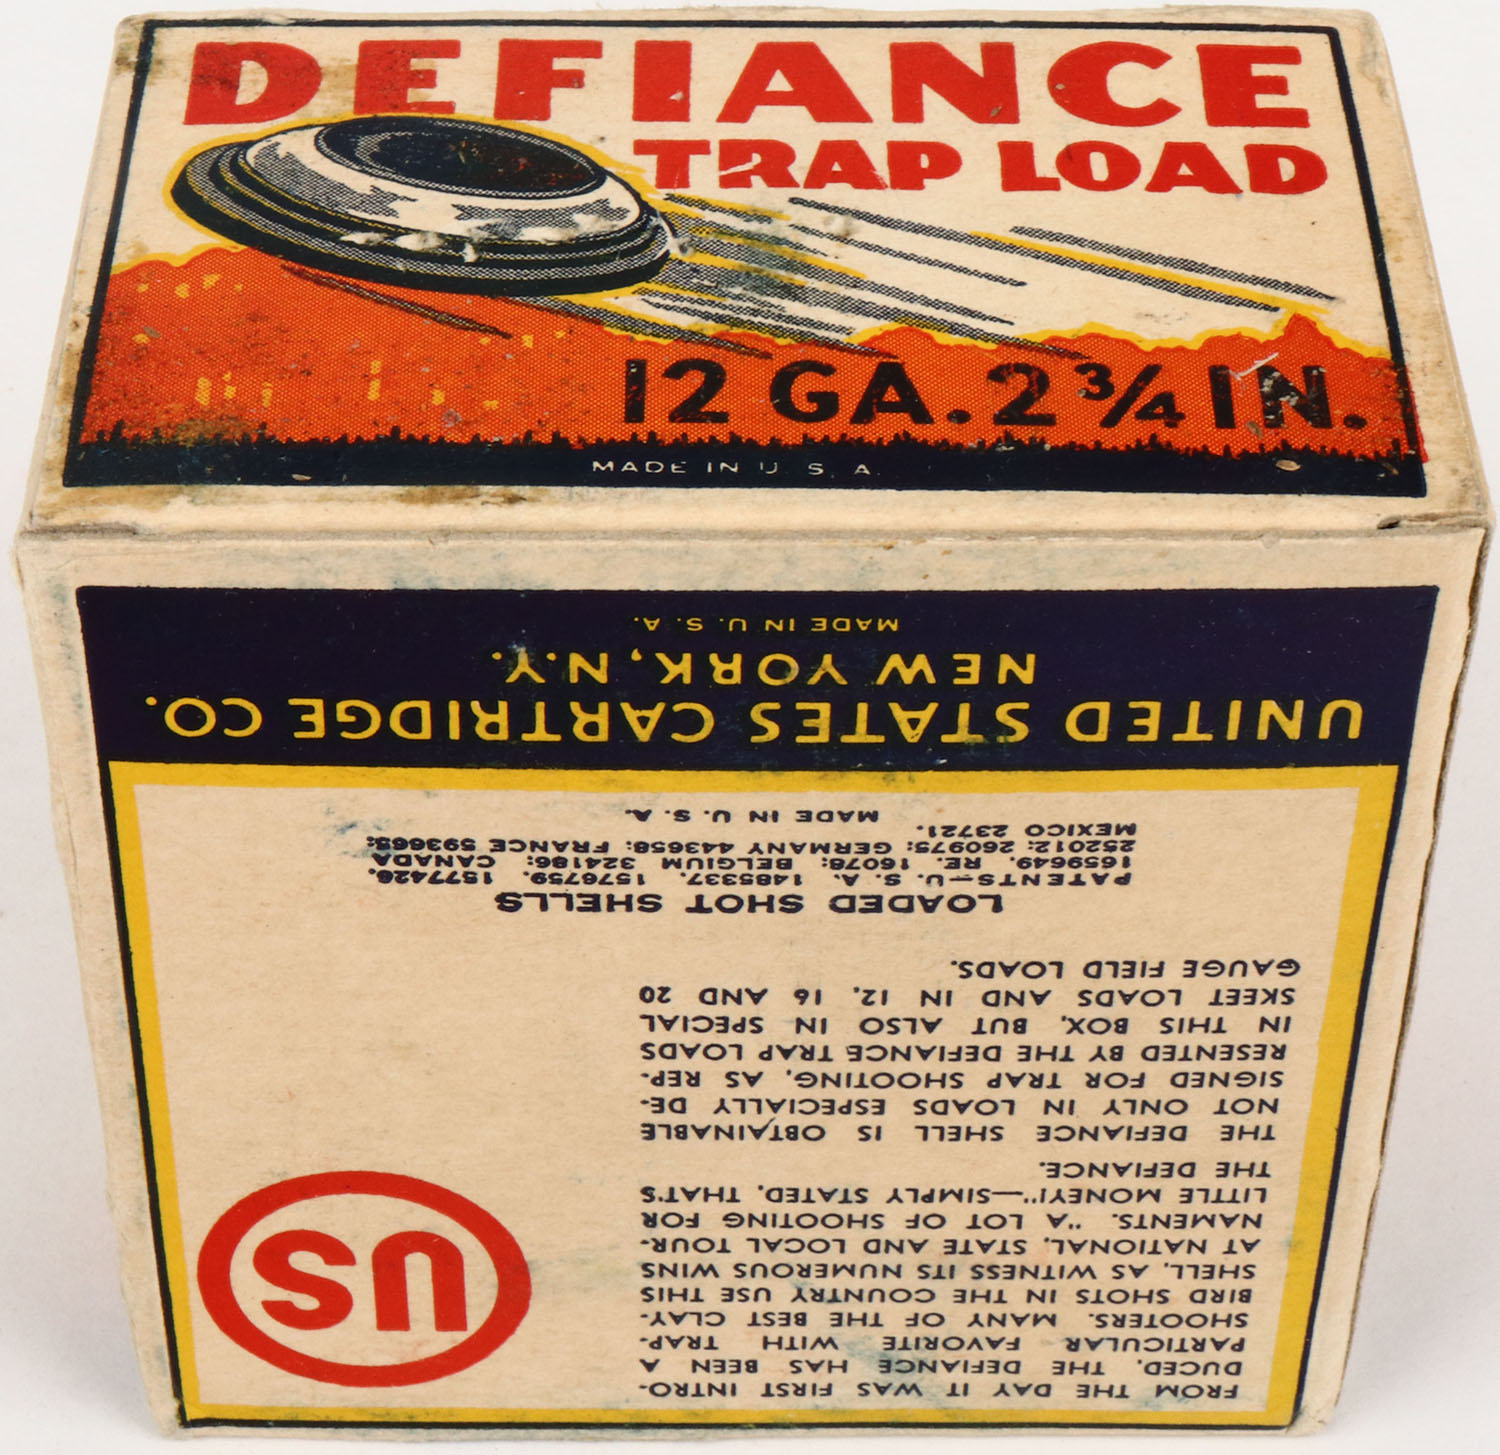 DEFIANCE
TRAP LOAD
12 GA. 2 3/4 IN.
MADE IN U. S. A.
FROM THE DAY IT WAS FIRST INTRO-
DUCED, THE DEFIANCE HAS BEEN A
PARTICULAR FAVORITE WITH TRAP-
SHOOTERS. MANY OF THE BEST CLAY-
BIRD SHOTS IN THE COUNTRY USE THIS
SHELL, AS WITNESS ITS NUMEROUS WINS
AT NATIONAL, STATE AND LOCAL TOUR-
NAMENTS. "A LOT OF SHOOTING FOR
LITTLE MONEY!"—SIMPLY STATED, THAT'S
THE DEFIANCE.
THE DEFIANCE SHELL IS OBTAINABLE
NOT ONLY IN LOADS ESPECIALLY DE-
SIGNED FOR TRAP SHOOTING, AS REP-
RESENTED BY THE DEFIANCE TRAP LOADS
IN THIS BOX, BUT ALSO IN SPECIAL
SKEET LOADS AND IN 12, 16 AND 20
GAUGE FIELD LOADS.
US
LOADED SHOT SHELLS
PATENTS—U. S. A. 1485337. 1576759. 1577426.
1659649. RE. 16078: BELGIUM 324186: CANADA
252012: 260975: GERMANY 443658: FRANCE 593665:
MEXICO 23721.
MADE IN U. S. A.
UNITED STATES CARTRIDGE CO.
NEW YORK, N.Y.
MADE IN U. S. A.